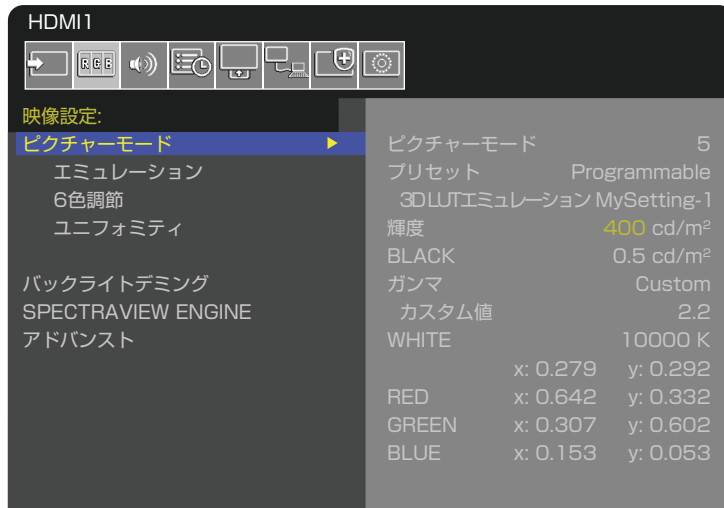 HDMI1
RGB
映像設定:
ピクチャーモード
エミュレーション
6色調節
ユニフォミティ
バックライトデミング
SPECTRAVIEW ENGINE
アドバンスト
ピクチャーモード 5
プリセット Programmable
3D LUTエミュレーション MySetting-1
輝度 400 cd/m²
BLACK 0.5 cd/m²
ガンマ Custom
カスタム値 2.2
WHITE 10000 K
x: 0.279 y: 0.292
RED x: 0.642 y: 0.332
GREEN x: 0.307 y: 0.602
BLUE x: 0.153 y: 0.053